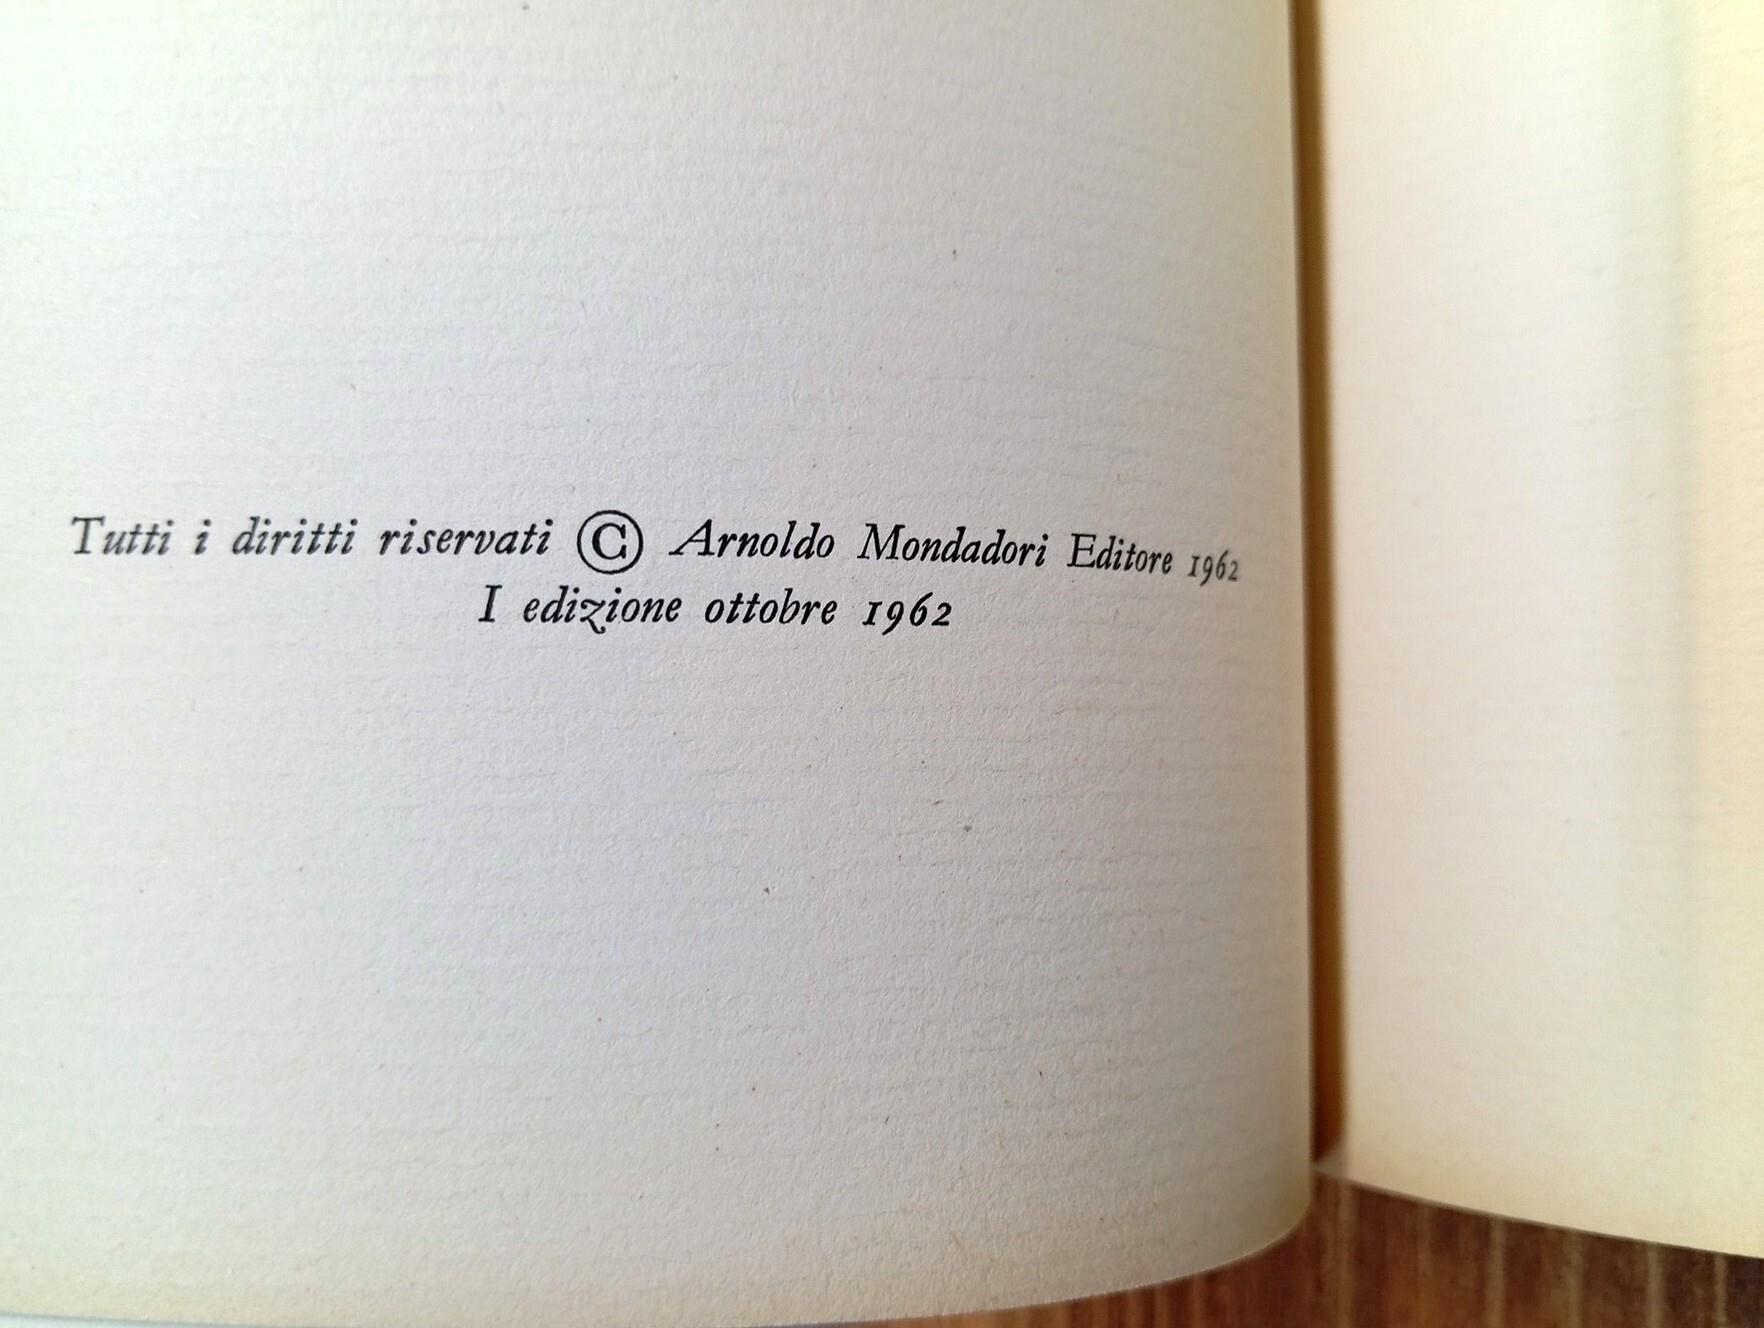 Tutti i diritti riservati © Arnoldo Mondadori Editore 1962
I edizione ottobre 1962